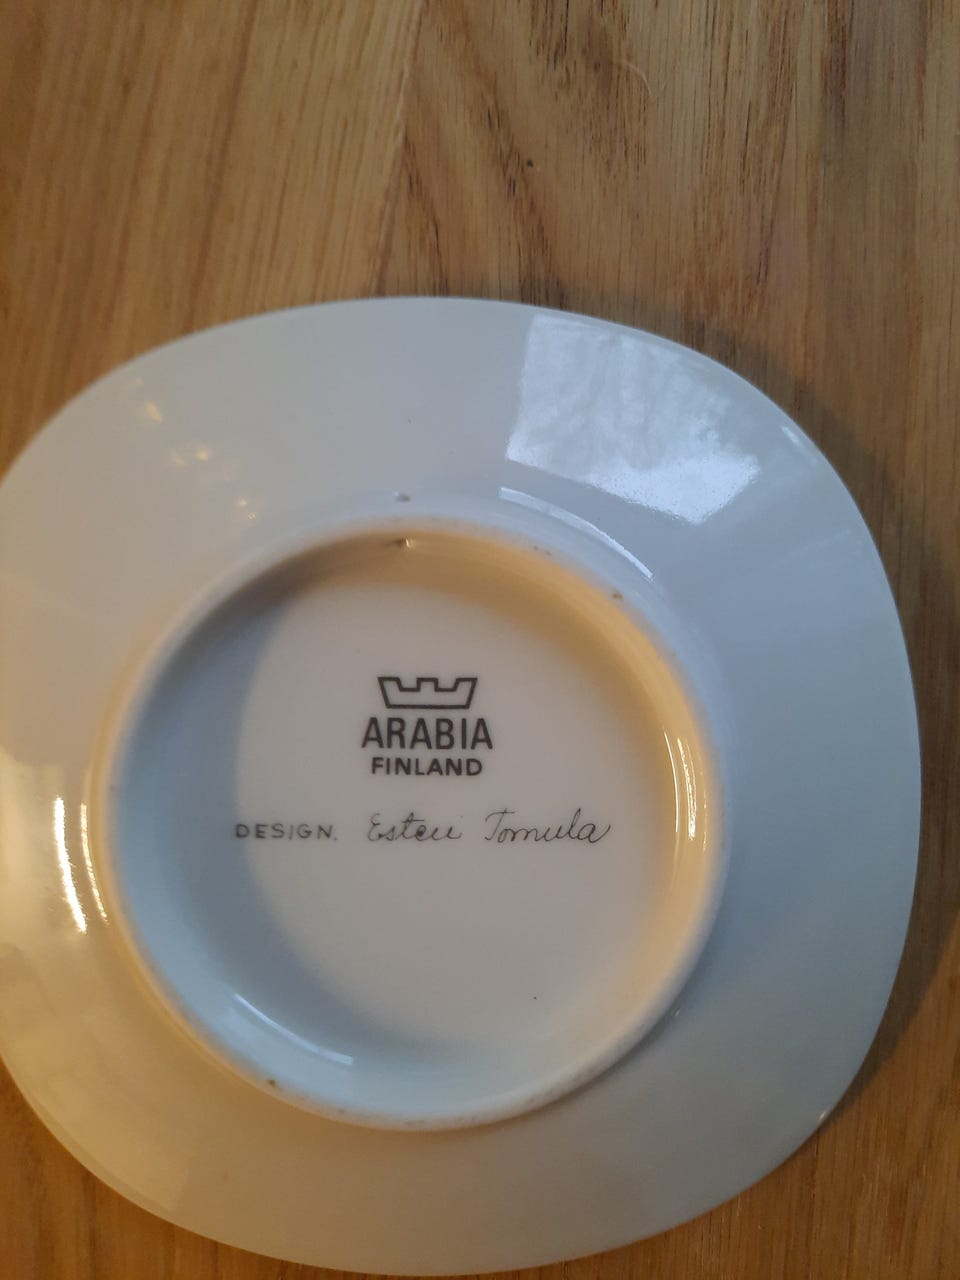 ARABIA
FINLAND
DESIGN. Esteri Tomula